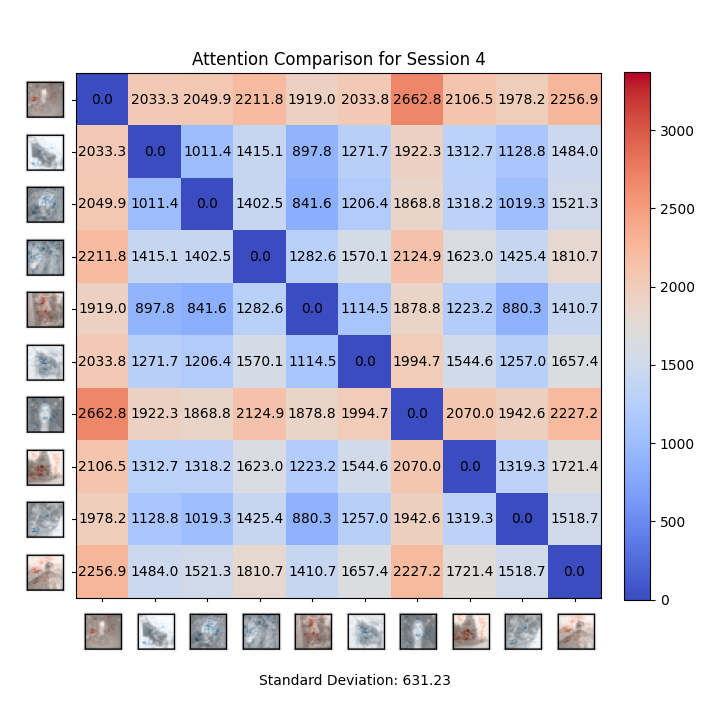 Attention Comparison for Session 4
0.0 2033.3 2049.9 2211.8 1919.0 2033.8 2662.8 2106.5 1978.2 2256.9
2033.3 0.0 1011.4 1415.1 897.8 1271.7 1922.3 1312.7 1128.8 1484.0
2049.9 1011.4 0.0 1402.5 841.6 1206.4 1868.8 1318.2 1019.3 1521.3
2211.8 1415.1 1402.5 0.0 1282.6 1570.1 2124.9 1623.0 1425.4 1810.7
1919.0 897.8 841.6 1282.6 0.0 1114.5 1878.8 1223.2 880.3 1410.7
2033.8 1271.7 1206.4 1570.1 1114.5 0.0 1994.7 1544.6 1257.0 1657.4
2662.8 1922.3 1868.8 2124.9 1878.8 1994.7 0.0 2070.0 1942.6 2227.2
2106.5 1312.7 1318.2 1623.0 1223.2 1544.6 2070.0 0.0 1319.3 1721.4
1978.2 1128.8 1019.3 1425.4 880.3 1257.0 1942.6 1319.3 0.0 1518.7
2256.9 1484.0 1521.3 1810.7 1410.7 1657.4 2227.2 1721.4 1518.7 0.0
3000
2500
2000
1500
1000
500
0
Standard Deviation: 631.23